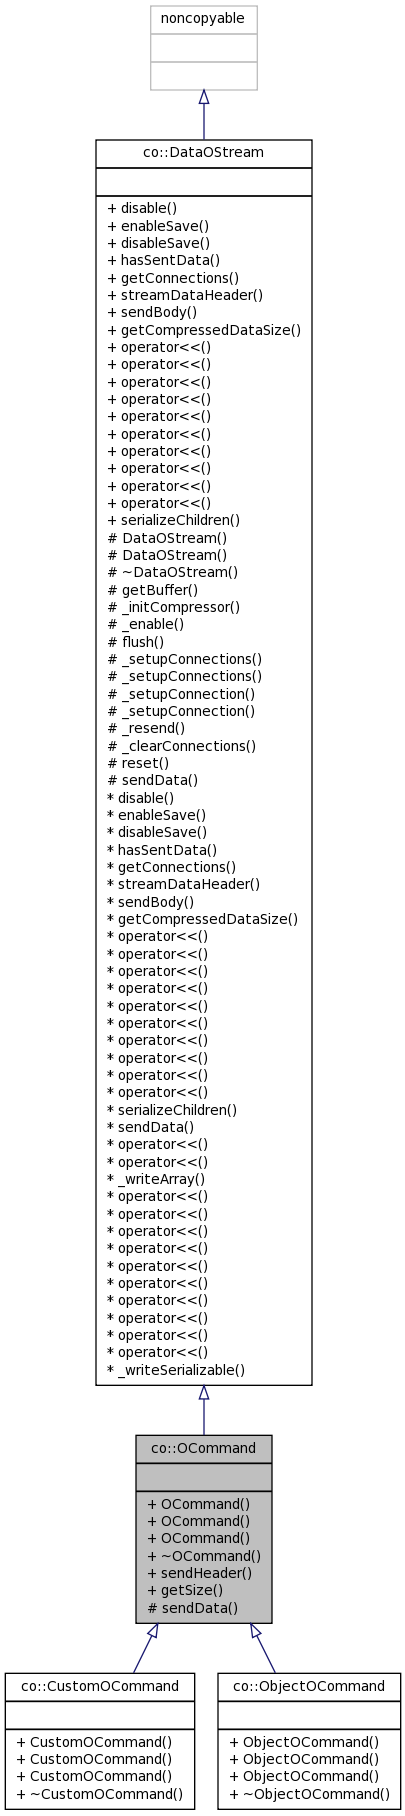 noncopyable
co::DataOStream
+ disable()
+ enableSave()
+ disableSave()
+ hasSentData()
+ getConnections()
+ streamDataHeader()
+ sendBody()
+ getCompressedDataSize()
+ operator<<()
+ operator<<()
+ operator<<()
+ operator<<()
+ operator<<()
+ operator<<()
+ operator<<()
+ operator<<()
+ operator<<()
+ operator<<()
+ serializeChildren()
# DataOStream()
# DataOStream()
# ~DataOStream()
# getBuffer()
# _initCompressor()
# _enable()
# flush()
# _setupConnections()
# _setupConnections()
# _setupConnection()
# _setupConnection()
# _resend()
# _clearConnections()
# reset()
# sendData()
* disable()
* enableSave()
* disableSave()
* hasSentData()
* getConnections()
* streamDataHeader()
* sendBody()
* getCompressedDataSize()
* operator<<()
* operator<<()
* operator<<()
* operator<<()
* operator<<()
* operator<<()
* operator<<()
* operator<<()
* operator<<()
* operator<<()
* serializeChildren()
* sendData()
* operator<<()
* operator<<()
* _writeArray()
* operator<<()
* operator<<()
* operator<<()
* operator<<()
* operator<<()
* operator<<()
* operator<<()
* operator<<()
* operator<<()
* operator<<()
* _writeSerializable()
co::OCommand
+ OCommand()
+ OCommand()
+ OCommand()
+ ~OCommand()
+ sendHeader()
+ getSize()
# sendData()
co::CustomOCommand
+ CustomOCommand()
+ CustomOCommand()
+ CustomOCommand()
+ ~CustomOCommand()
co::ObjectOCommand
+ ObjectOCommand()
+ ObjectOCommand()
+ ObjectOCommand()
+ ~ObjectOCommand()